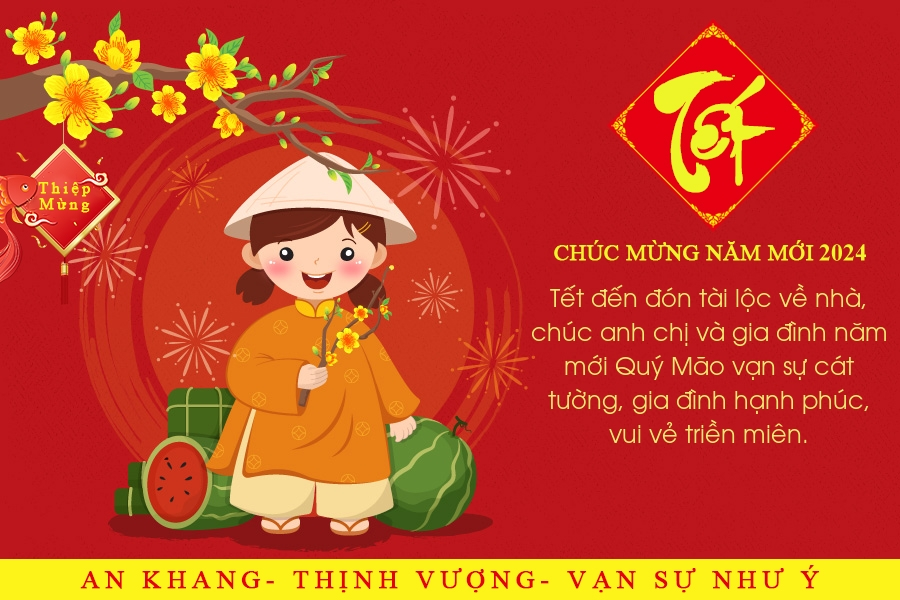 Thiệp
Mừng
Tết
CHÚC MỪNG NĂM MỚI 2024
Tết đến đón tài lộc về nhà,
chúc anh chị và gia đình năm
mới Quý Mão vạn sự cát
tường, gia đình hạnh phúc,
vui vẻ triền miên.
AN KHANG- THỊNH VƯỢNG- VẠN SỰ NHƯ Ý